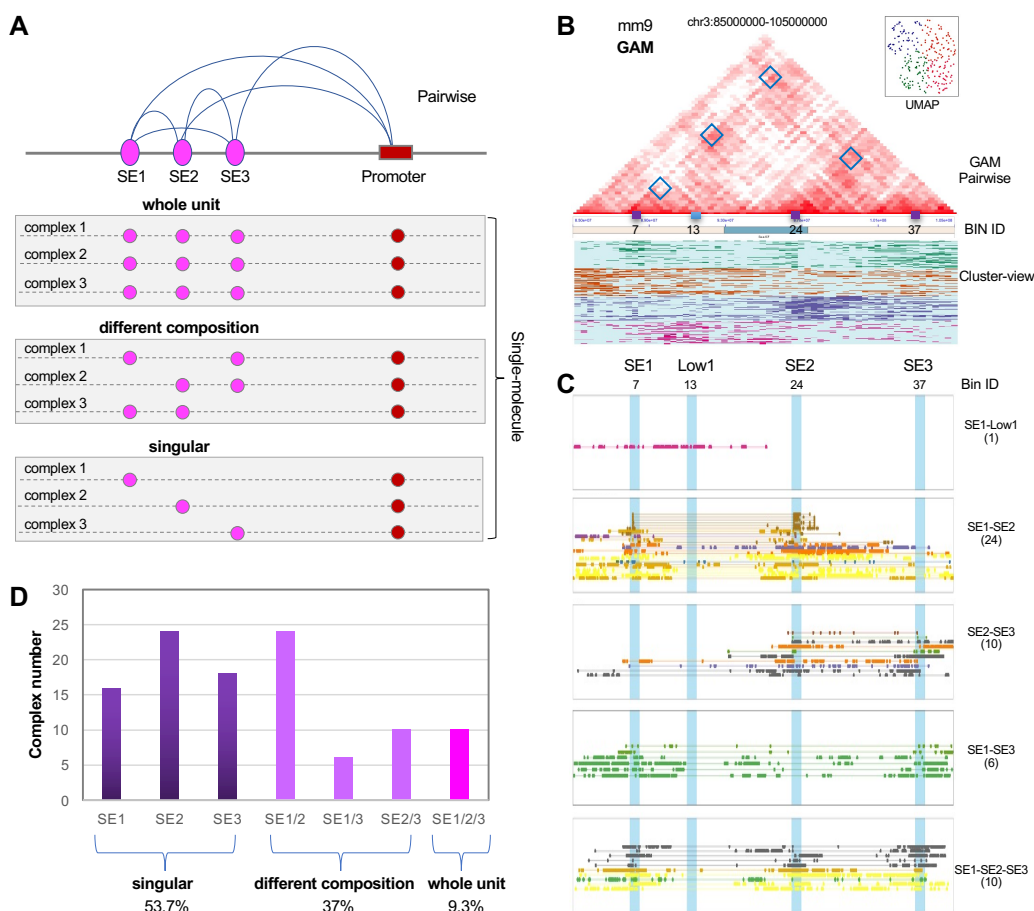 A
Pairwise
SE1 SE2 SE3 Promoter
whole unit
complex 1
complex 2
complex 3
different composition
complex 1
complex 2
complex 3
singular
complex 1
complex 2
complex 3
Single-molecule
B
mm9 chr3:85000000-105000000
GAM
UMAP
GAM
Pairwise
7 13 24 37 BIN ID
Cluster-view
C
SE1 Low1 SE2 SE3
7 13 24 37 Bin ID
SE1-Low1
(1)
SE1-SE2
(24)
SE2-SE3
(10)
SE1-SE3
(6)
SE1-SE2-SE3
(10)
D
Complex number
30
25
20
15
10
5
0
SE1 SE2 SE3 SE1/2 SE1/3 SE2/3 SE1/2/3
singular different composition whole unit
53.7% 37% 9.3%